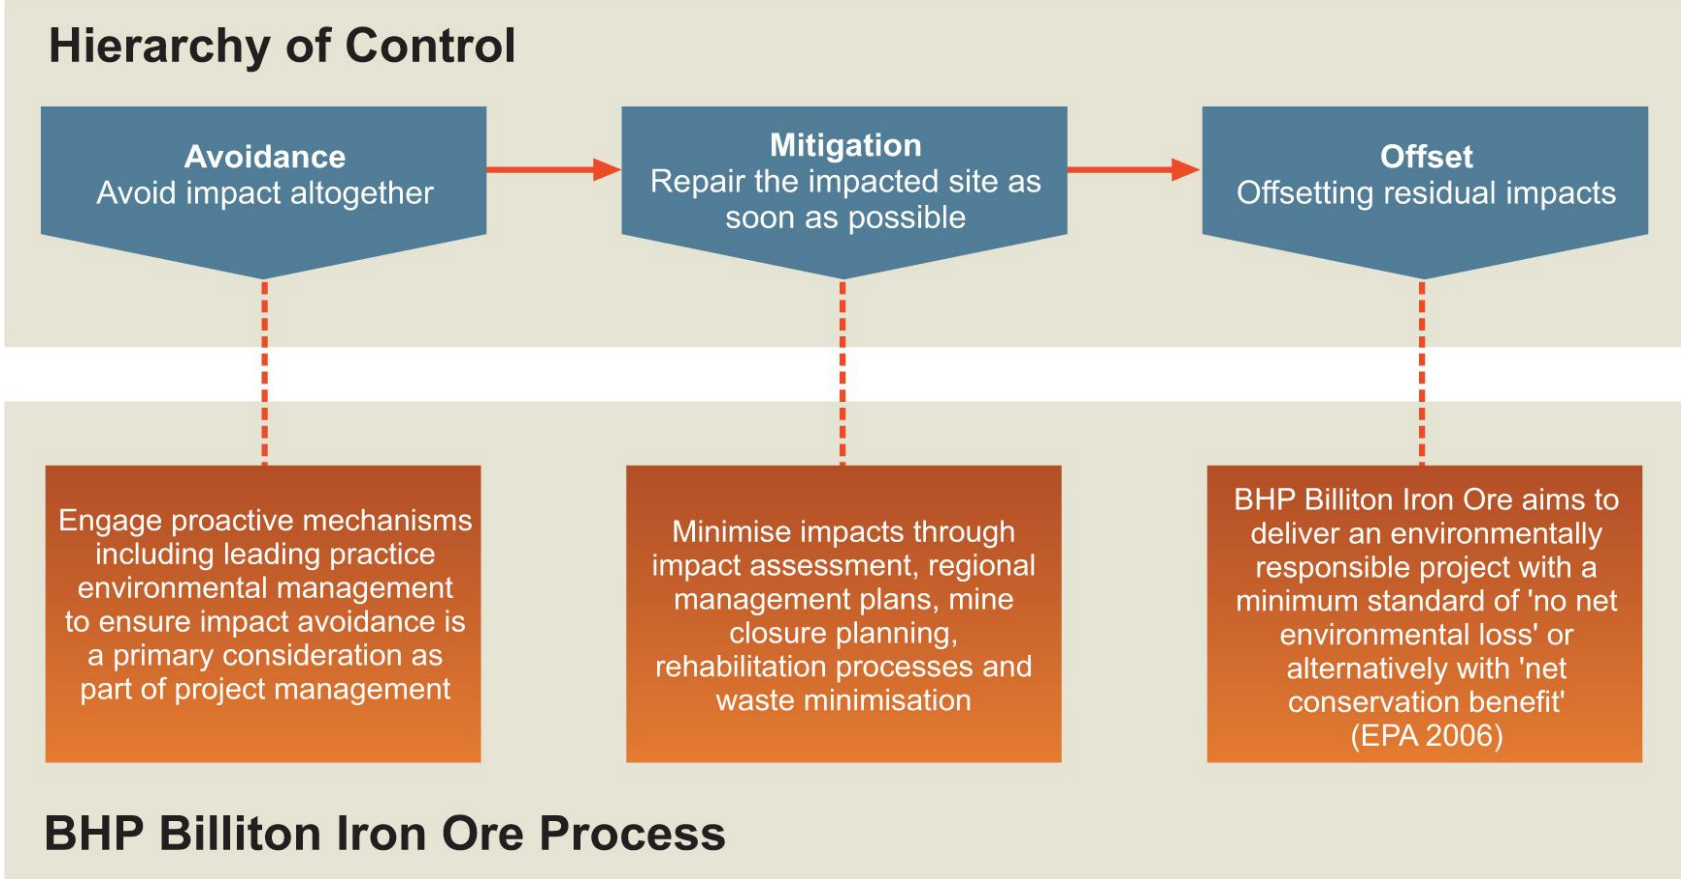 Hierarchy of Control
Avoidance
Avoid impact altogether
Mitigation
Repair the impacted site as
soon as possible
Offset
Offsetting residual impacts
Engage proactive mechanisms
including leading practice
environmental management
to ensure impact avoidance is
a primary consideration as
part of project management
Minimise impacts through
impact assessment, regional
management plans, mine
closure planning,
rehabilitation processes and
waste minimisation
BHP Billiton Iron Ore aims to
deliver an environmentally
responsible project with a
minimum standard of 'no net
environmental loss' or
alternatively with 'net
conservation benefit'
(EPA 2006)
BHP Billiton Iron Ore Process